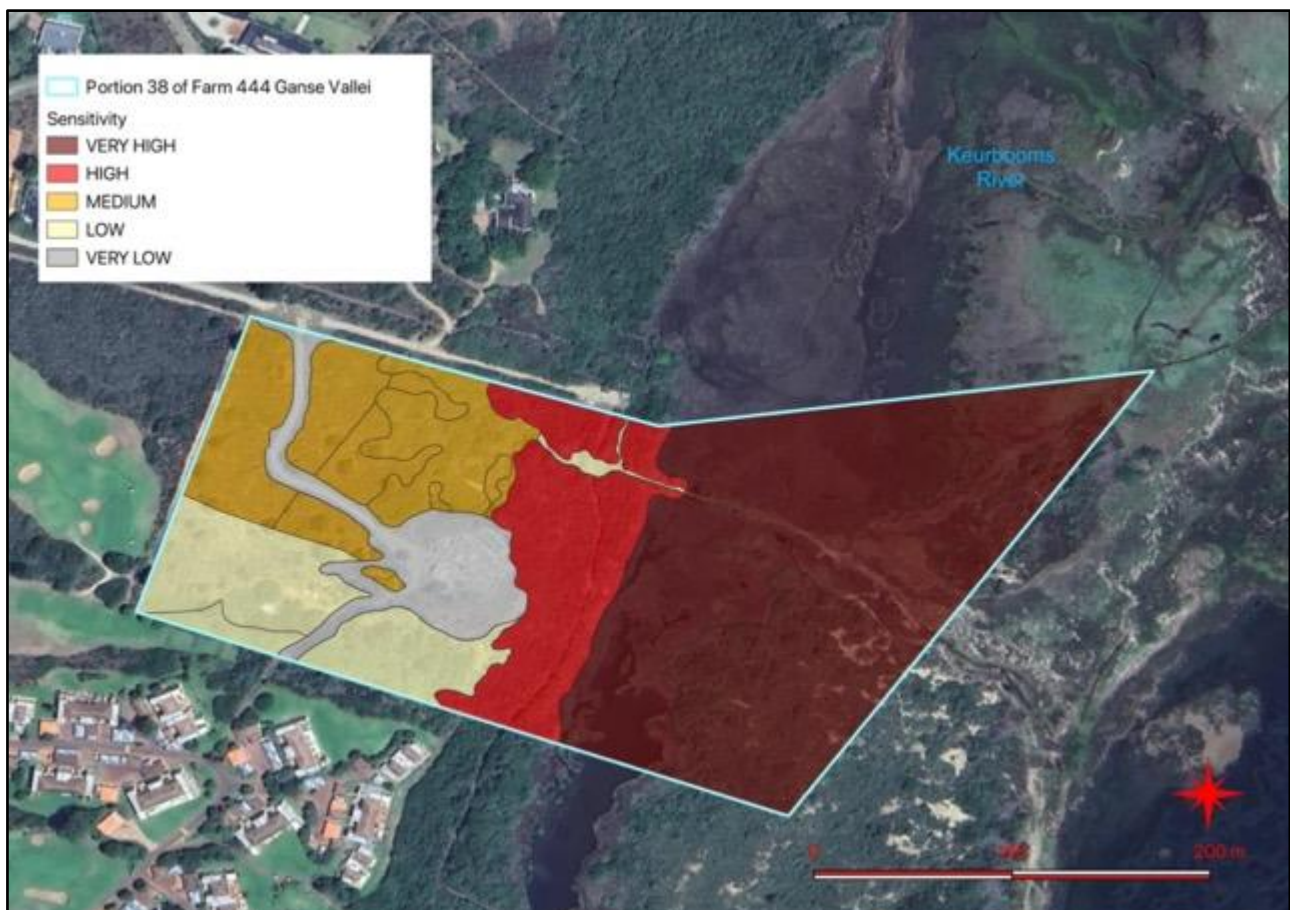 Portion 38 of Farm 444 Ganse Vallei
Sensitivity
VERY HIGH
HIGH
MEDIUM
LOW
VERY LOW
Keurbooms
River
0
200 m